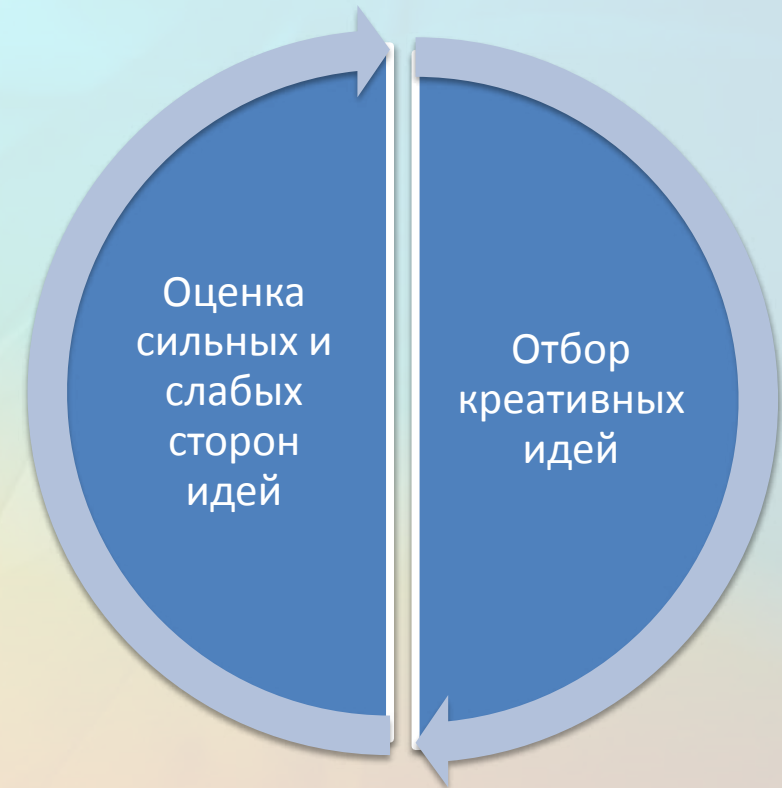 Оценка
сильных и
слабых
сторон
идей
Отбор
креативных
идей